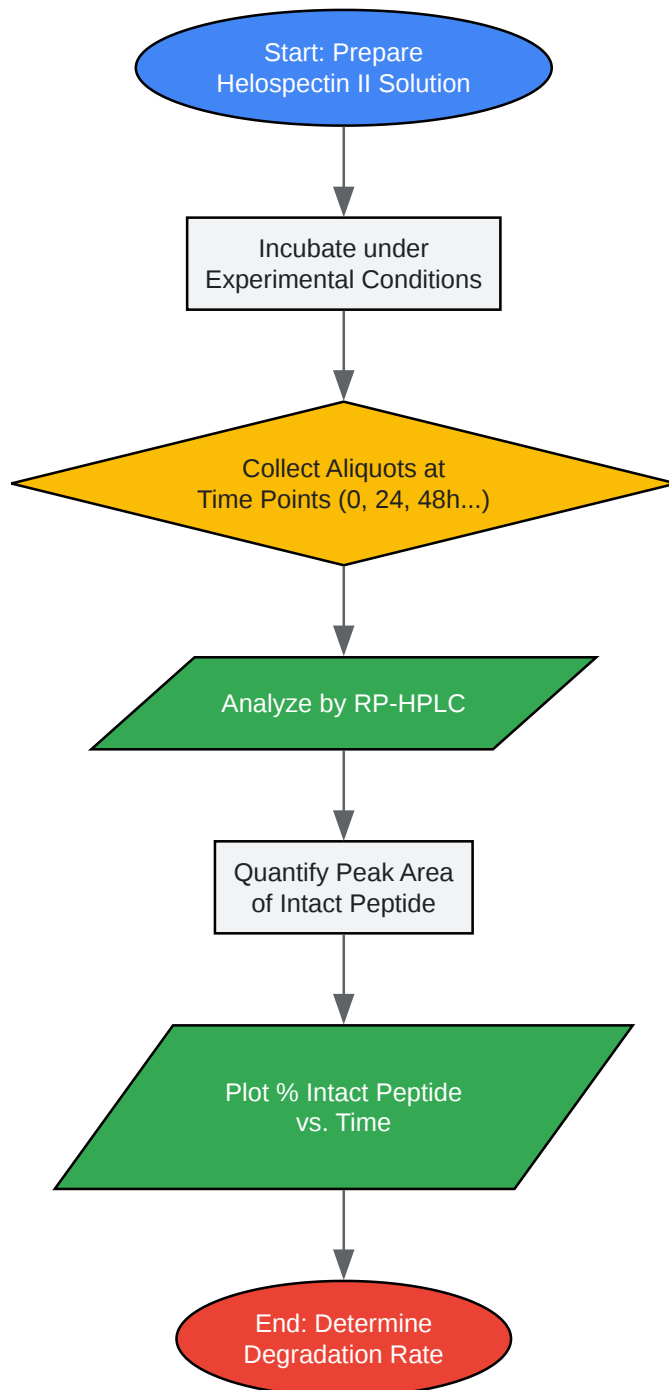 Start: Prepare
Helospectin II Solution
Incubate under
Experimental Conditions
Collect Aliquots at
Time Points (0, 24, 48h...)
Analyze by RP-HPLC
Quantify Peak Area
of Intact Peptide
Plot % Intact Peptide
vs. Time
End: Determine
Degradation Rate